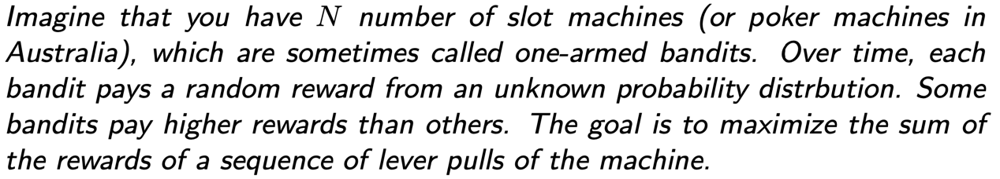 Imagine that you have N number of slot machines (or poker machines in
Australia), which are sometimes called one-armed bandits. Over time, each
bandit pays a random reward from an unknown probability distrbution. Some
bandits pay higher rewards than others. The goal is to maximize the sum of
the rewards of a sequence of lever pulls of the machine.